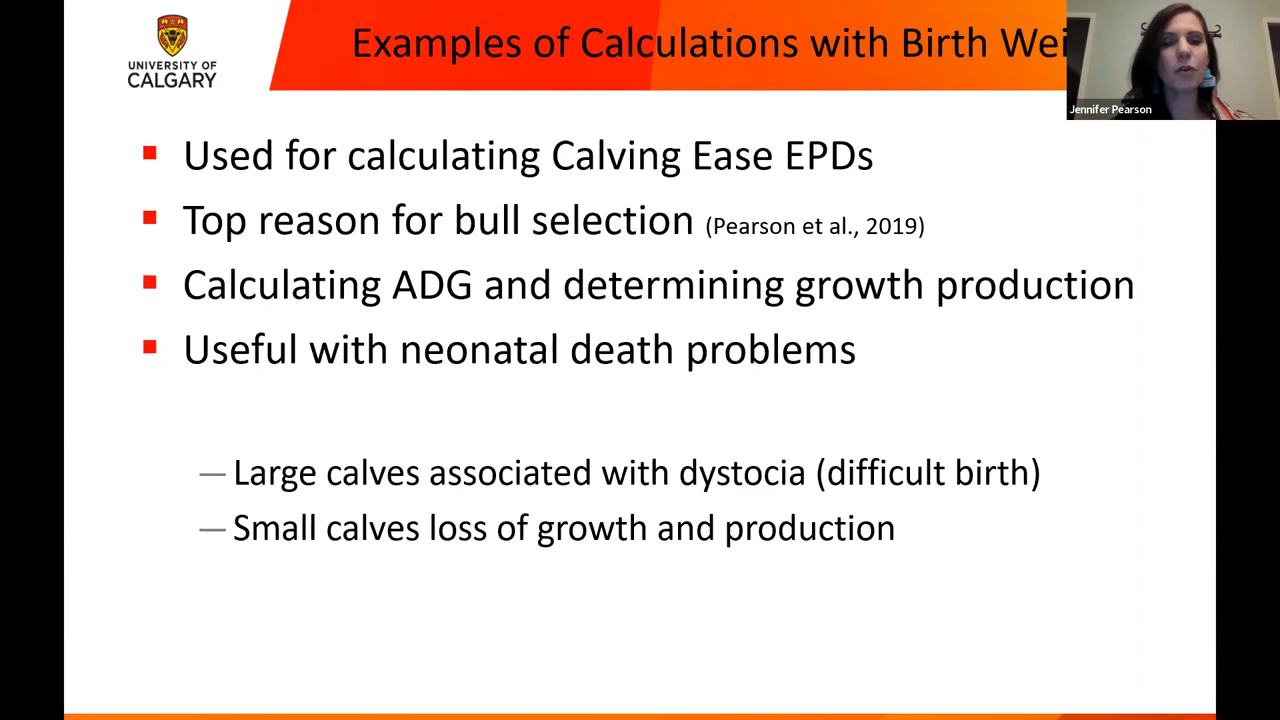 UNIVERSITY OF
CALGARY
Examples of Calculations with Birth Wei
Jennifer Pearson
Used for calculating Calving Ease EPDs
Top reason for bull selection (Pearson et al., 2019)
Calculating ADG and determining growth production
Useful with neonatal death problems
— Large calves associated with dystocia (difficult birth)
— Small calves loss of growth and production